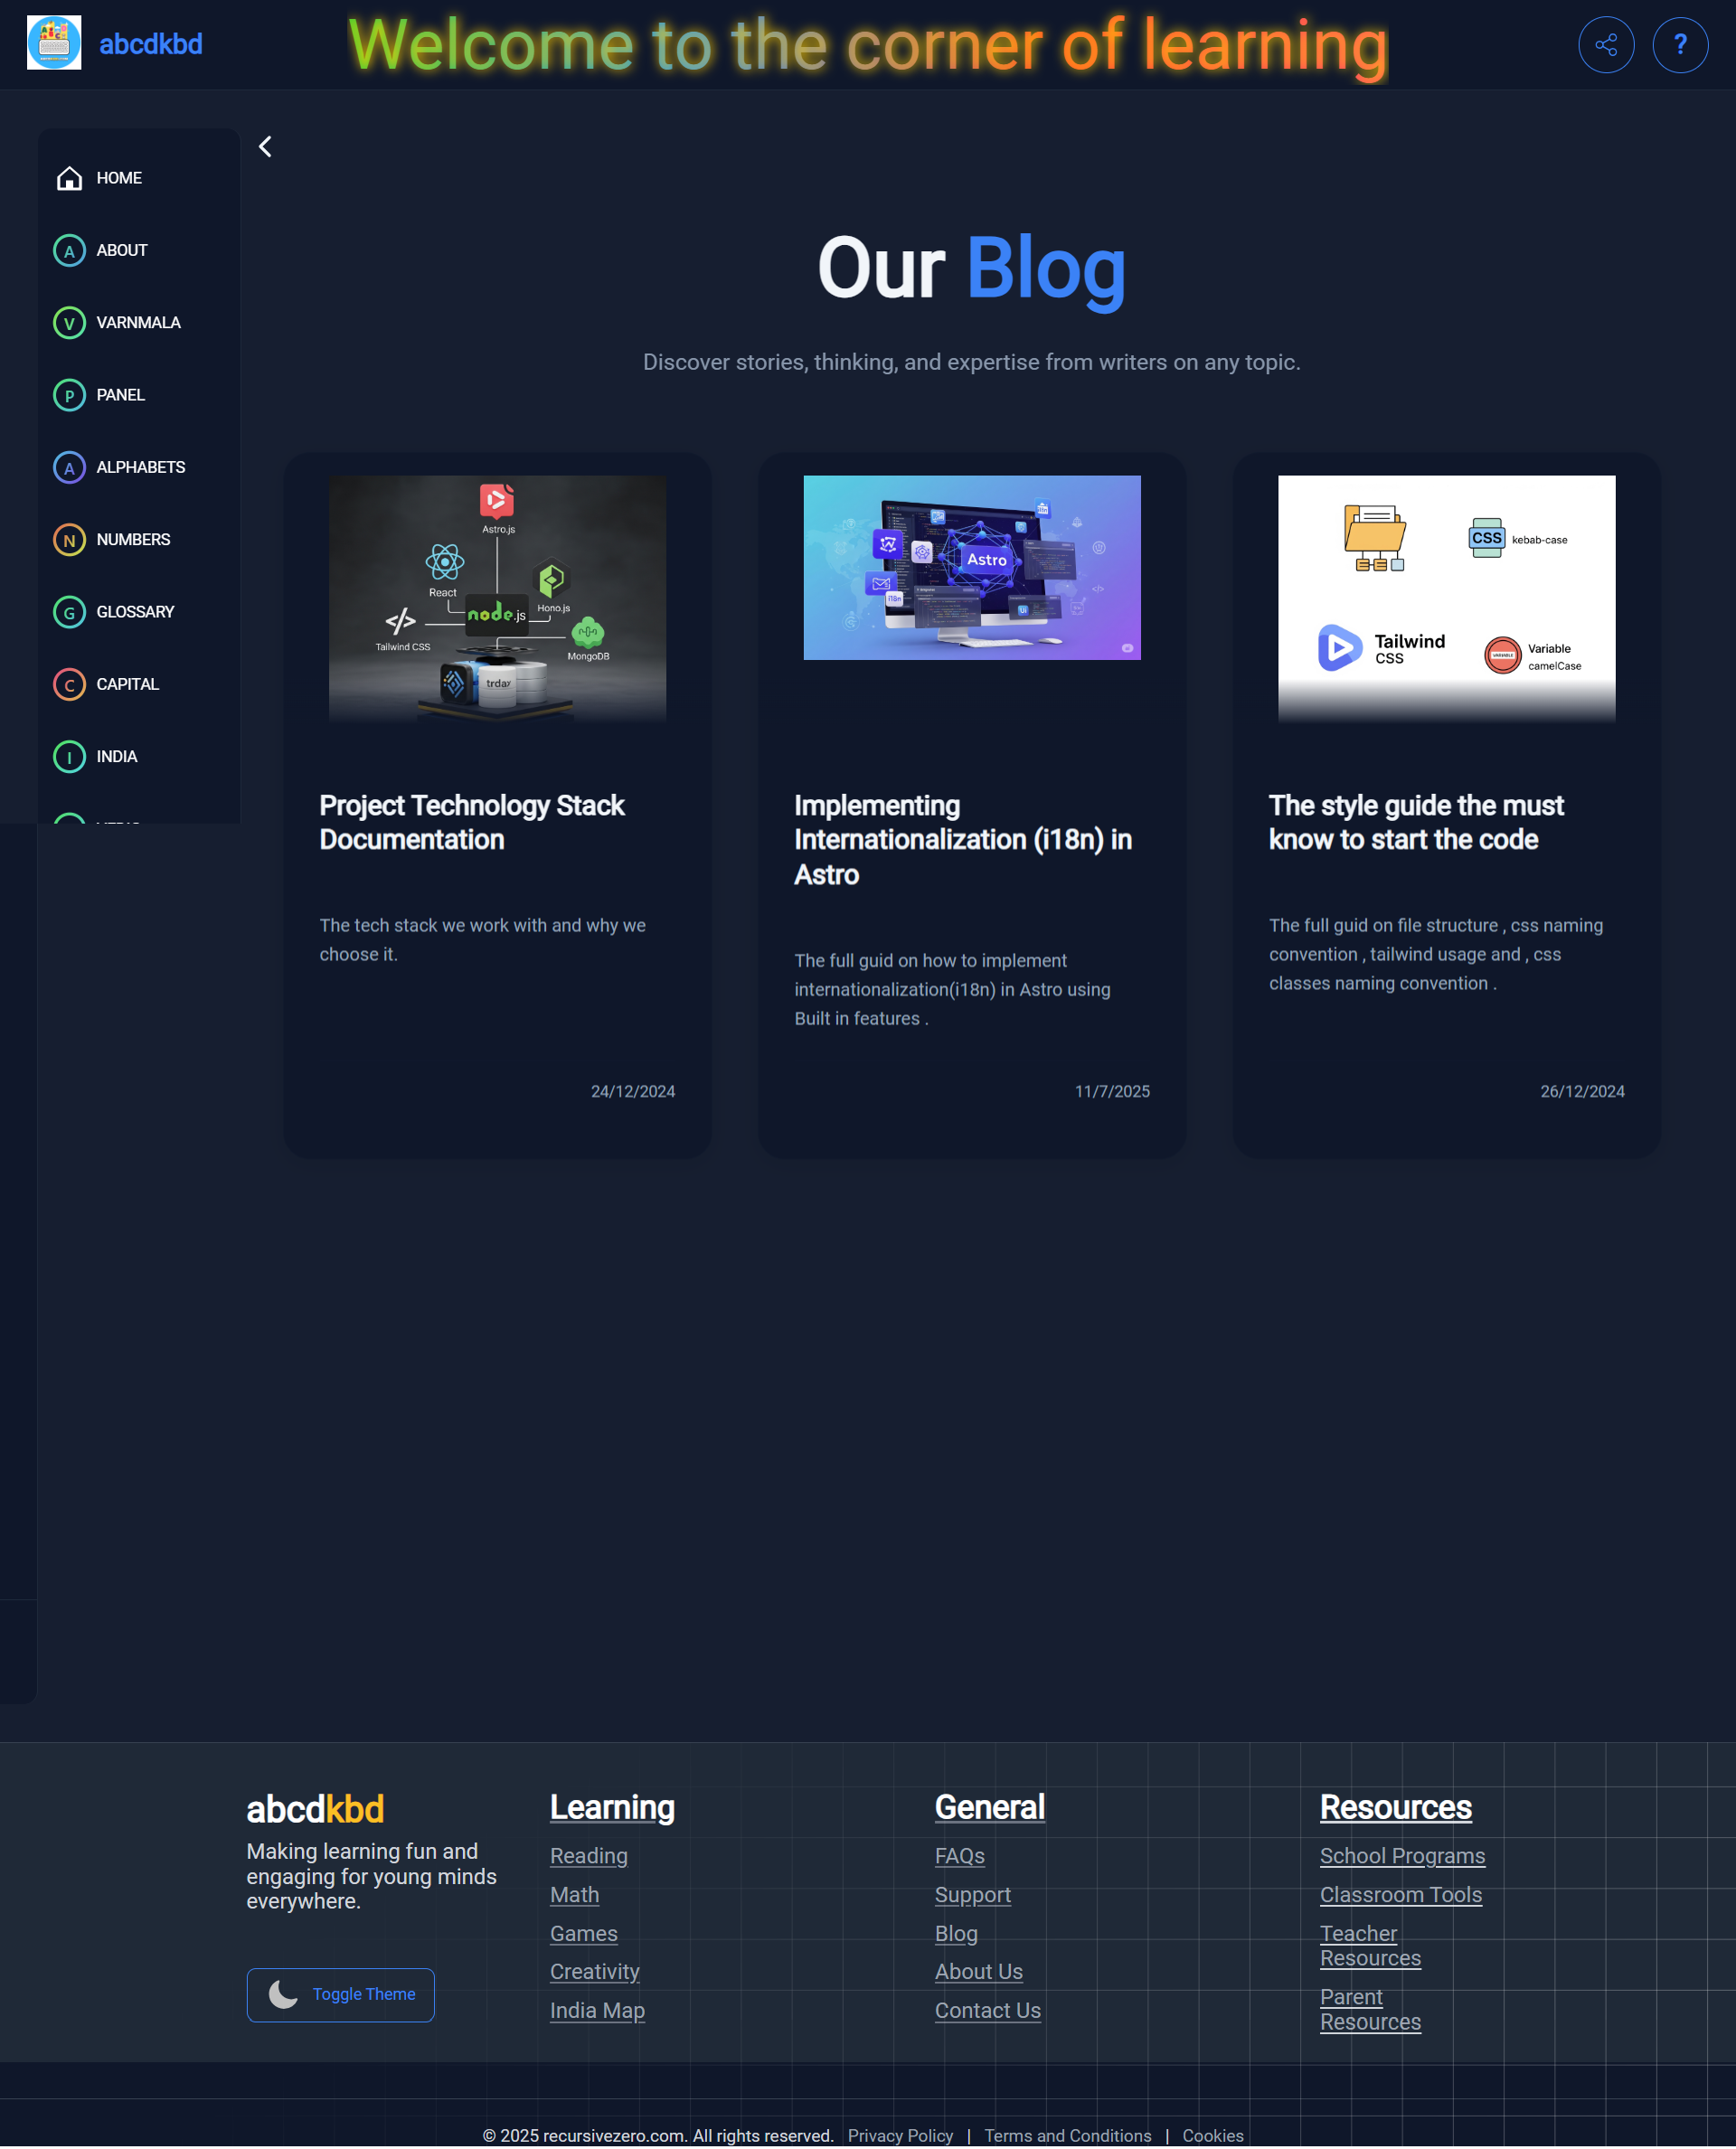 abcdkbd
Welcome to the corner of learning
?
HOME
A ABOUT
V VARNMALA
P PANEL
A ALPHABETS
N NUMBERS
G GLOSSARY
C CAPITAL
I INDIA
Our Blog
Discover stories, thinking, and expertise from writers on any topic.
Astro.js
React
Hono.js
node.js
Tailwind CSS
MongoDB
Astro
i18n
CSS kebab-case
Tailwind
CSS
Variable
camelCase
Project Technology Stack
Documentation
The tech stack we work with and why we
choose it.
24/12/2024
Implementing
Internationalization (i18n) in
Astro
The full guid on how to implement
internationalization(i18n) in Astro using
Built in features .
11/7/2025
The style guide the must
know to start the code
The full guid on file structure , css naming
convention , tailwind usage and , css
classes naming convention .
26/12/2024
abcdkbd
Making learning fun and
engaging for young minds
everywhere.
Toggle Theme
Learning
Reading
Math
Games
Creativity
India Map
General
FAQs
Support
Blog
About Us
Contact Us
Resources
School Programs
Classroom Tools
Teacher
Resources
Parent
Resources
© 2025 recursivezero.com. All rights reserved. Privacy Policy | Terms and Conditions | Cookies